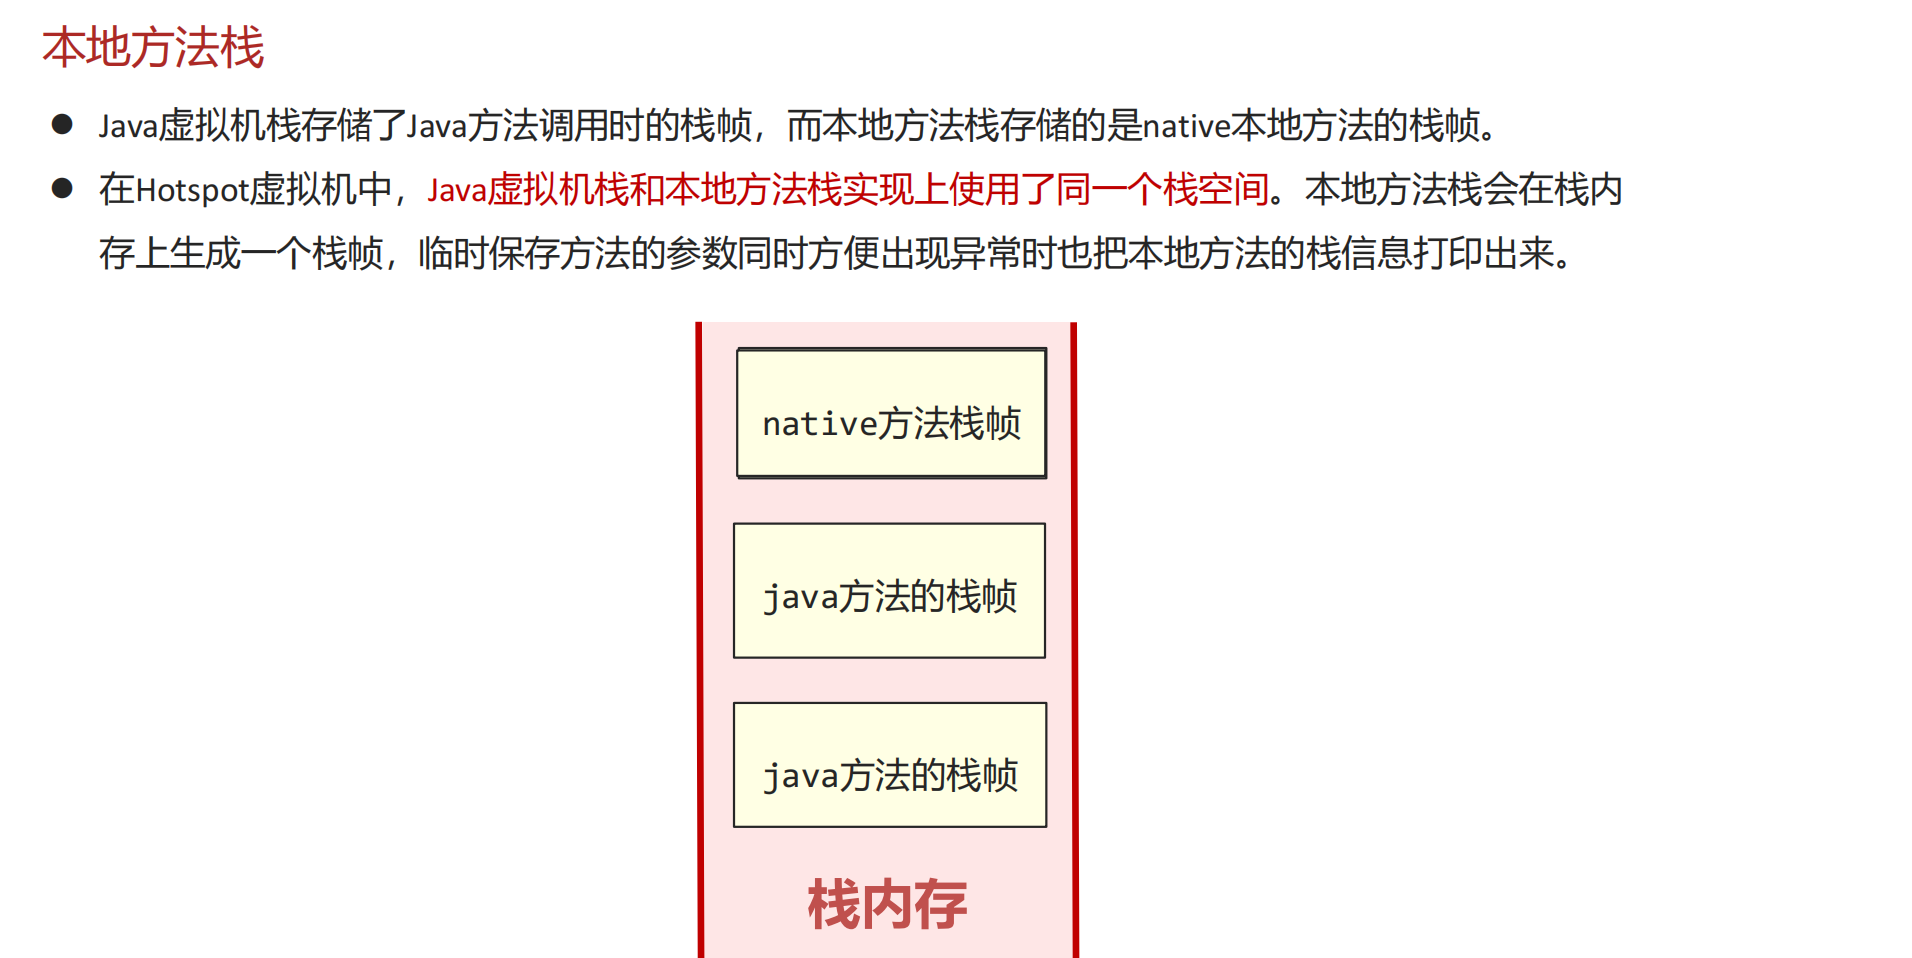 本地方法栈
● Java虚拟机栈存储了Java方法调用时的栈帧，而本地方法栈存储的是native本地方法的栈帧。
● 在Hotspot虚拟机中，Java虚拟机栈和本地方法栈实现上使用了同一个栈空间。本地方法栈会在栈内
存上生成一个栈帧，临时保存方法的参数同时方便出现异常时也把本地方法的栈信息打印出来。
native方法栈帧
java方法的栈帧
java方法的栈帧
栈内存